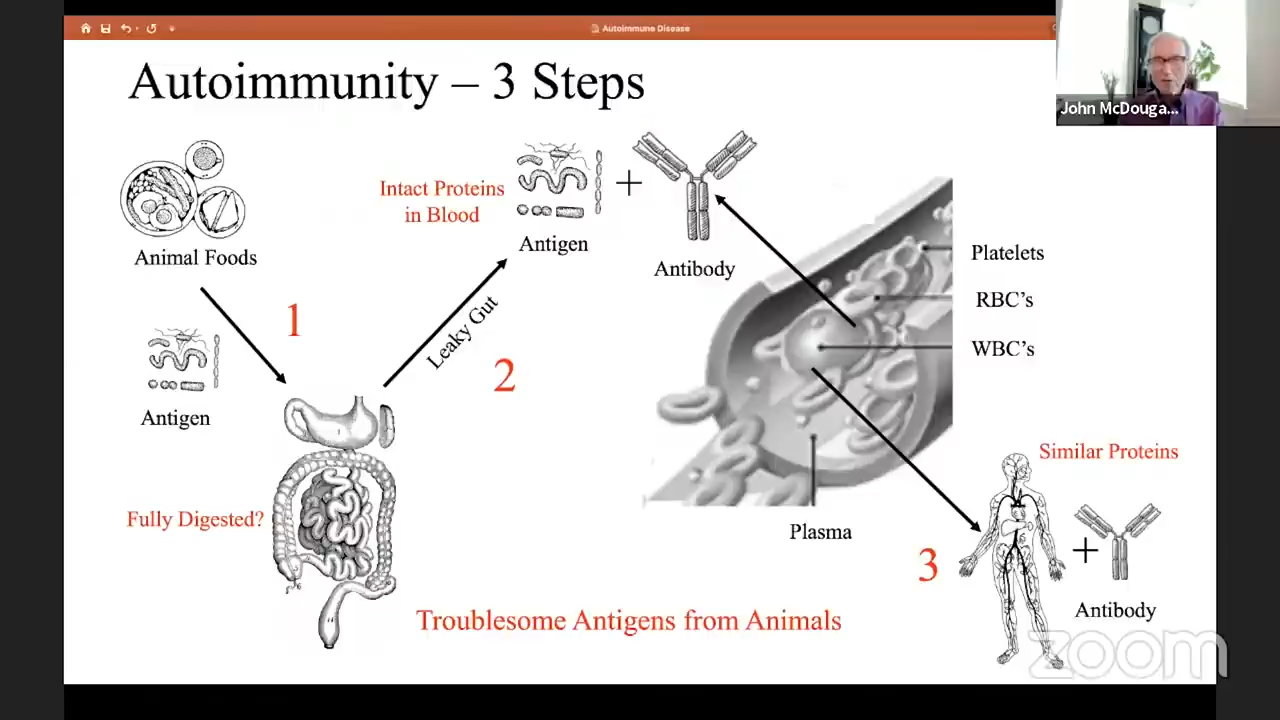 Autoimmune Disease
John McDouga...
Autoimmunity – 3 Steps
Intact Proteins
in Blood
+
Antigen
Antibody
Animal Foods
Platelets
RBC's
WBC's
1
Leaky Gut
2
Antigen
Similar Proteins
Fully Digested?
Plasma
3
+
Antibody
Troublesome Antigens from Animals
zoom